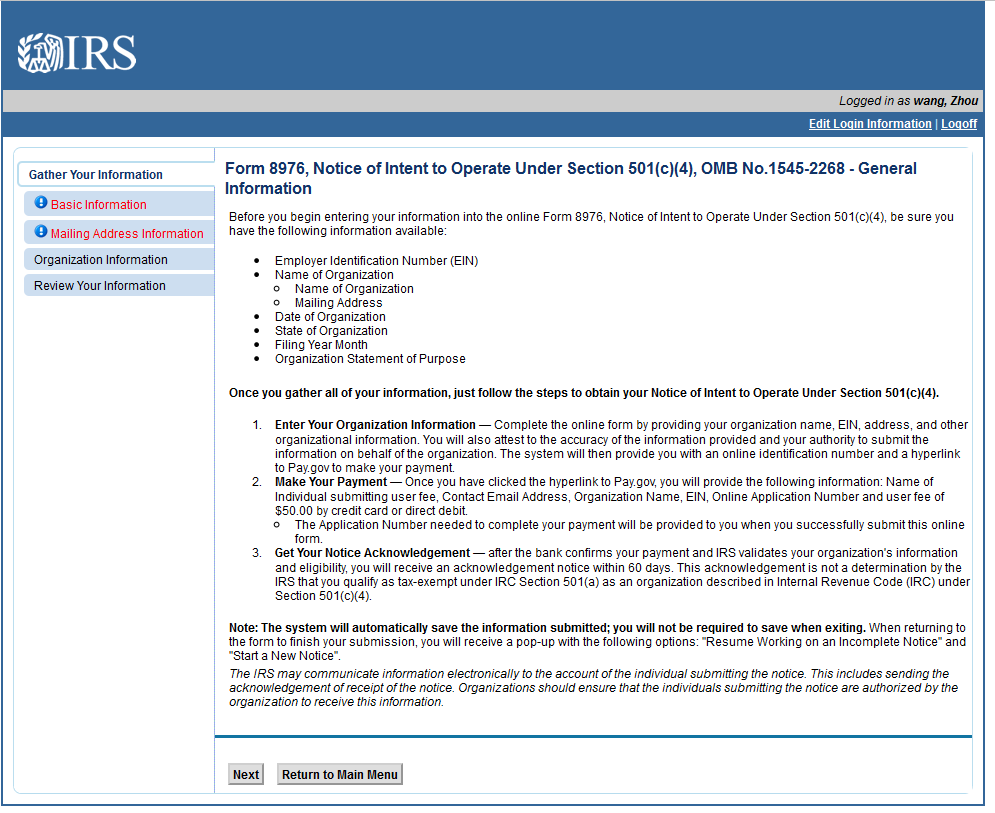 IRS
Logged in as wang, Zhou
Edit Login Information | Logoff
Gather Your Information
Basic Information
Mailing Address Information
Organization Information
Review Your Information
Form 8976, Notice of Intent to Operate Under Section 501(c)(4), OMB No.1545-2268 - General
Information
Before you begin entering your information into the online Form 8976, Notice of Intent to Operate Under Section 501(c)(4), be sure you
have the following information available:
• Employer Identification Number (EIN)
• Name of Organization
o Name of Organization
o Mailing Address
• Date of Organization
• State of Organization
• Filing Year Month
• Organization Statement of Purpose
Once you gather all of your information, just follow the steps to obtain your Notice of Intent to Operate Under Section 501(c)(4).
1. Enter Your Organization Information — Complete the online form by providing your organization name, EIN, address, and other
organizational information. You will also attest to the accuracy of the information provided and your authority to submit the
information on behalf of the organization. The system will then provide you with an online identification number and a hyperlink
to Pay.gov to make your payment.
2. Make Your Payment — Once you have clicked the hyperlink to Pay.gov, you will provide the following information: Name of
Individual submitting user fee, Contact Email Address, Organization Name, EIN, Online Application Number and user fee of
$50.00 by credit card or direct debit.
o The Application Number needed to complete your payment will be provided to you when you successfully submit this online
form.
3. Get Your Notice Acknowledgement — after the bank confirms your payment and IRS validates your organization's information
and eligibility, you will receive an acknowledgement notice within 60 days. This acknowledgement is not a determination by the
IRS that you qualify as tax-exempt under IRC Section 501(a) as an organization described in Internal Revenue Code (IRC) under
Section 501(c)(4).
Note: The system will automatically save the information submitted; you will not be required to save when exiting. When returning to
the form to finish your submission, you will receive a pop-up with the following options: "Resume Working on an Incomplete Notice" and
"Start a New Notice".
The IRS may communicate information electronically to the account of the individual submitting the notice. This includes sending the
acknowledgement of receipt of the notice. Organizations should ensure that the individuals submitting the notice are authorized by the
organization to receive this information.
Next Return to Main Menu